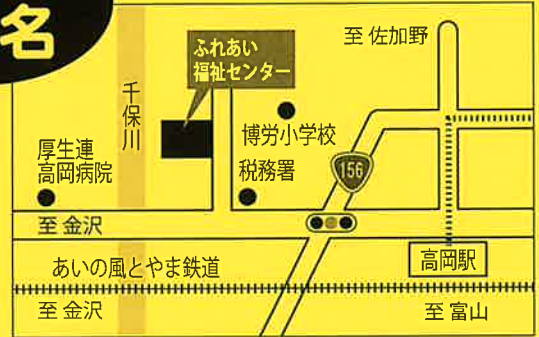 名
ふれあい
福祉センター
至 佐加野
千保川
博労小学校
厚生連
高岡病院
税務署
156
至 金沢
高岡駅
あいの風とやま鉄道
至 金沢
至 富山